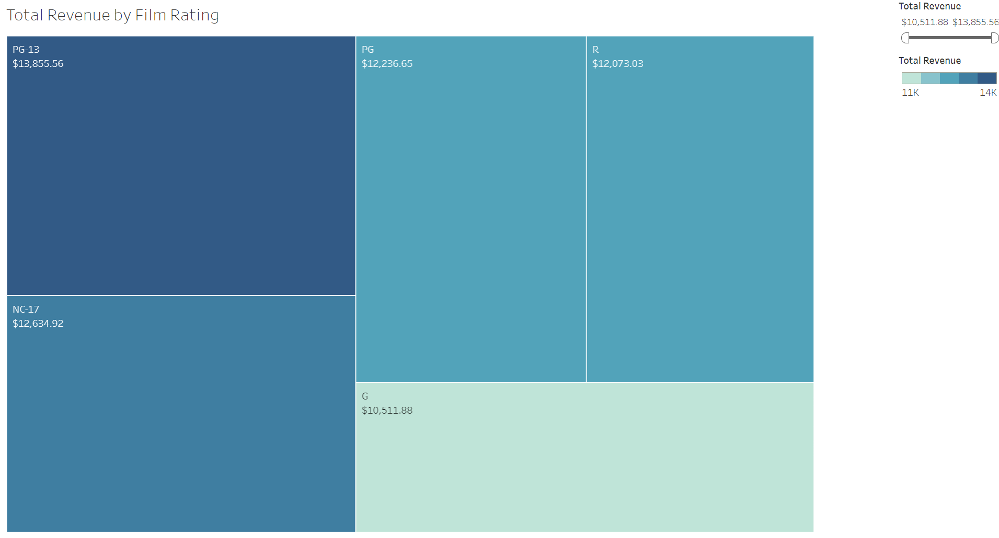 Total Revenue by Film Rating
PG-13
$13,855.56
NC-17
$12,634.92
PG
$12,236.65
R
$12,073.03
G
$10,511.88
Total Revenue
$10,511.88 $13,855.56
Total Revenue
11K 14K